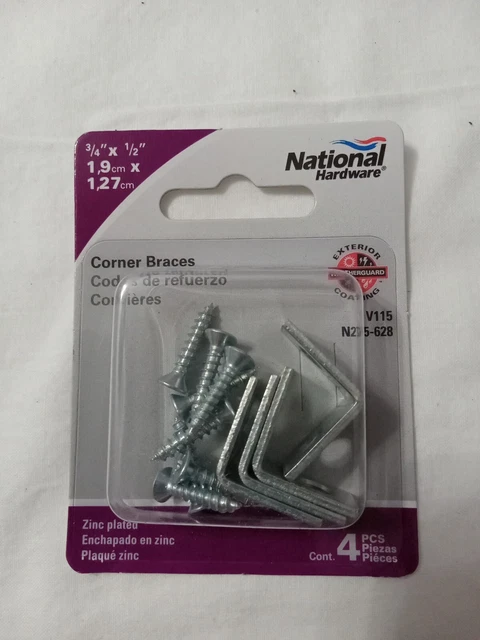 3/4" x 1/2"
1,9cm x
1,27cm
National
Hardware®
Corner Braces
Codos de refuerzo
Cornières
EXTERIOR
COATING
V115
Zinc plated
Enchapado en zinc
Plaqué zinc
Cont. 4 PCS
Piezas
Pièces